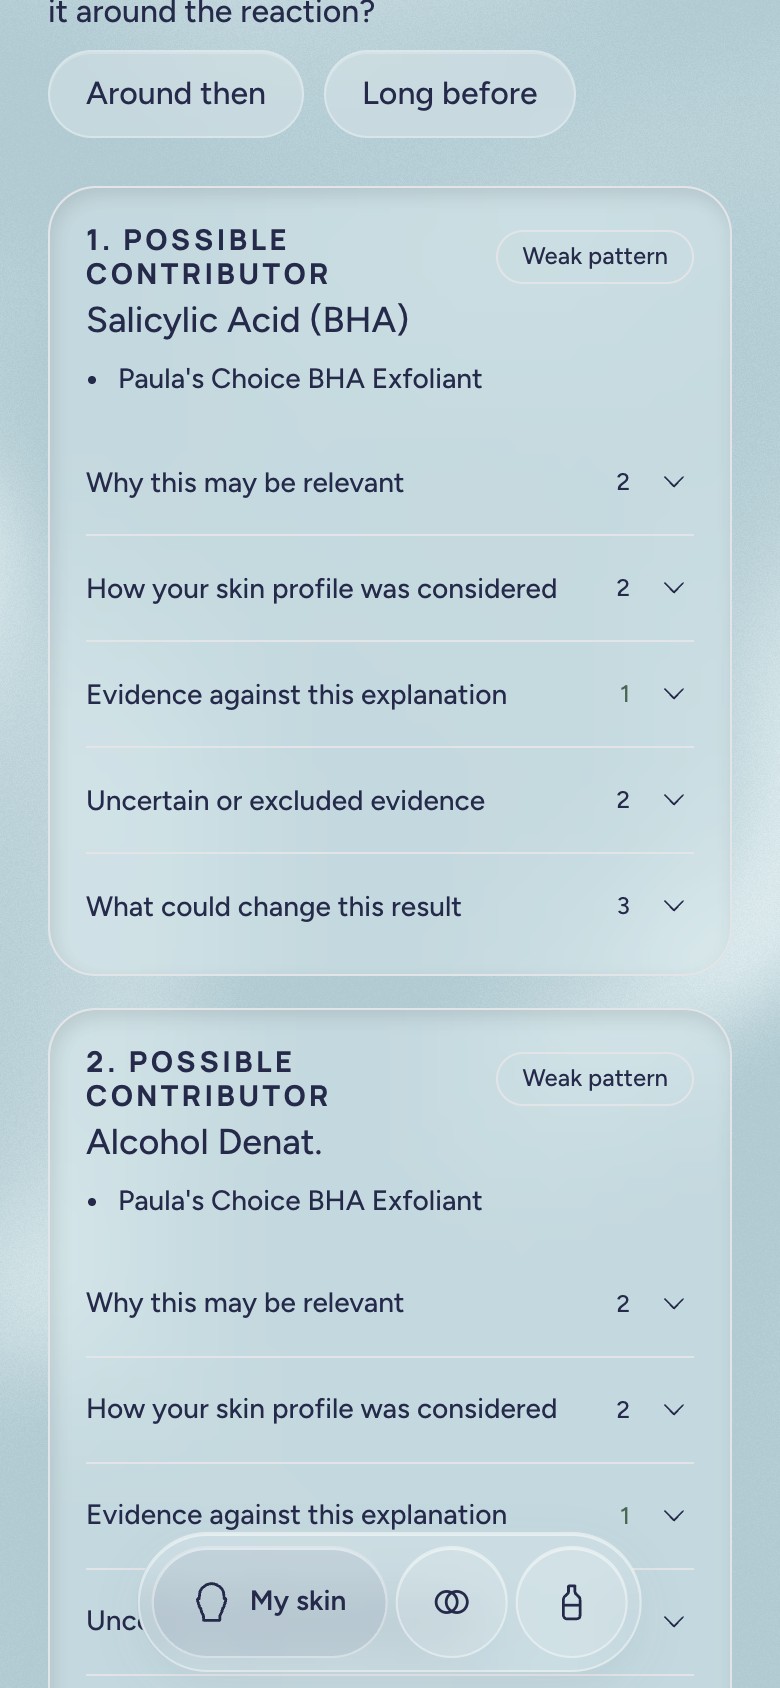 it around the reaction?
Around then
Long before
1. POSSIBLE
CONTRIBUTOR
Weak pattern
Salicylic Acid (BHA)
• Paula's Choice BHA Exfoliant
Why this may be relevant 2
How your skin profile was considered 2
Evidence against this explanation 1
Uncertain or excluded evidence 2
What could change this result 3
2. POSSIBLE
CONTRIBUTOR
Weak pattern
Alcohol Denat.
• Paula's Choice BHA Exfoliant
Why this may be relevant 2
How your skin profile was considered 2
Evidence against this explanation 1
My skin